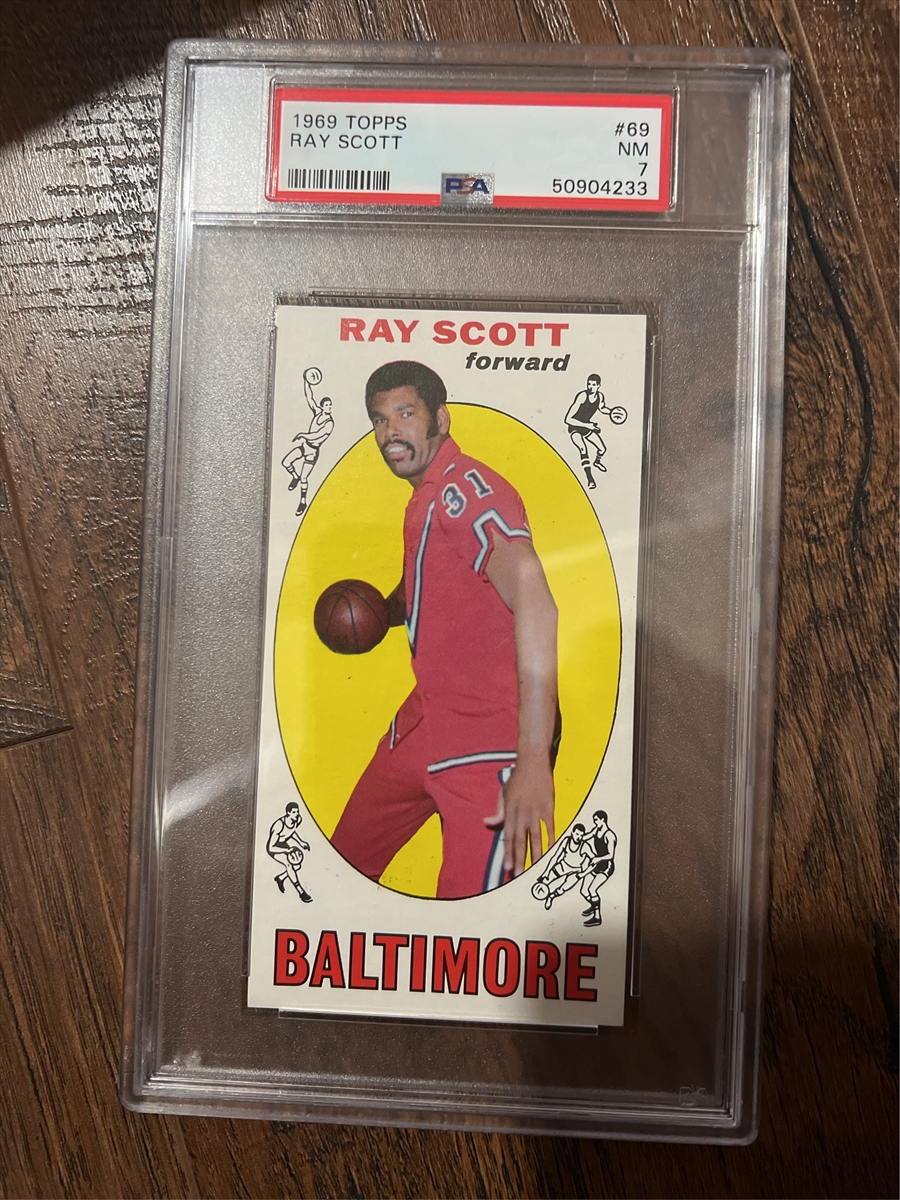 1969 TOPPS
RAY SCOTT
#69
NM
7
50904233
PSA
RAY SCOTT
forward
31
BALTIMORE